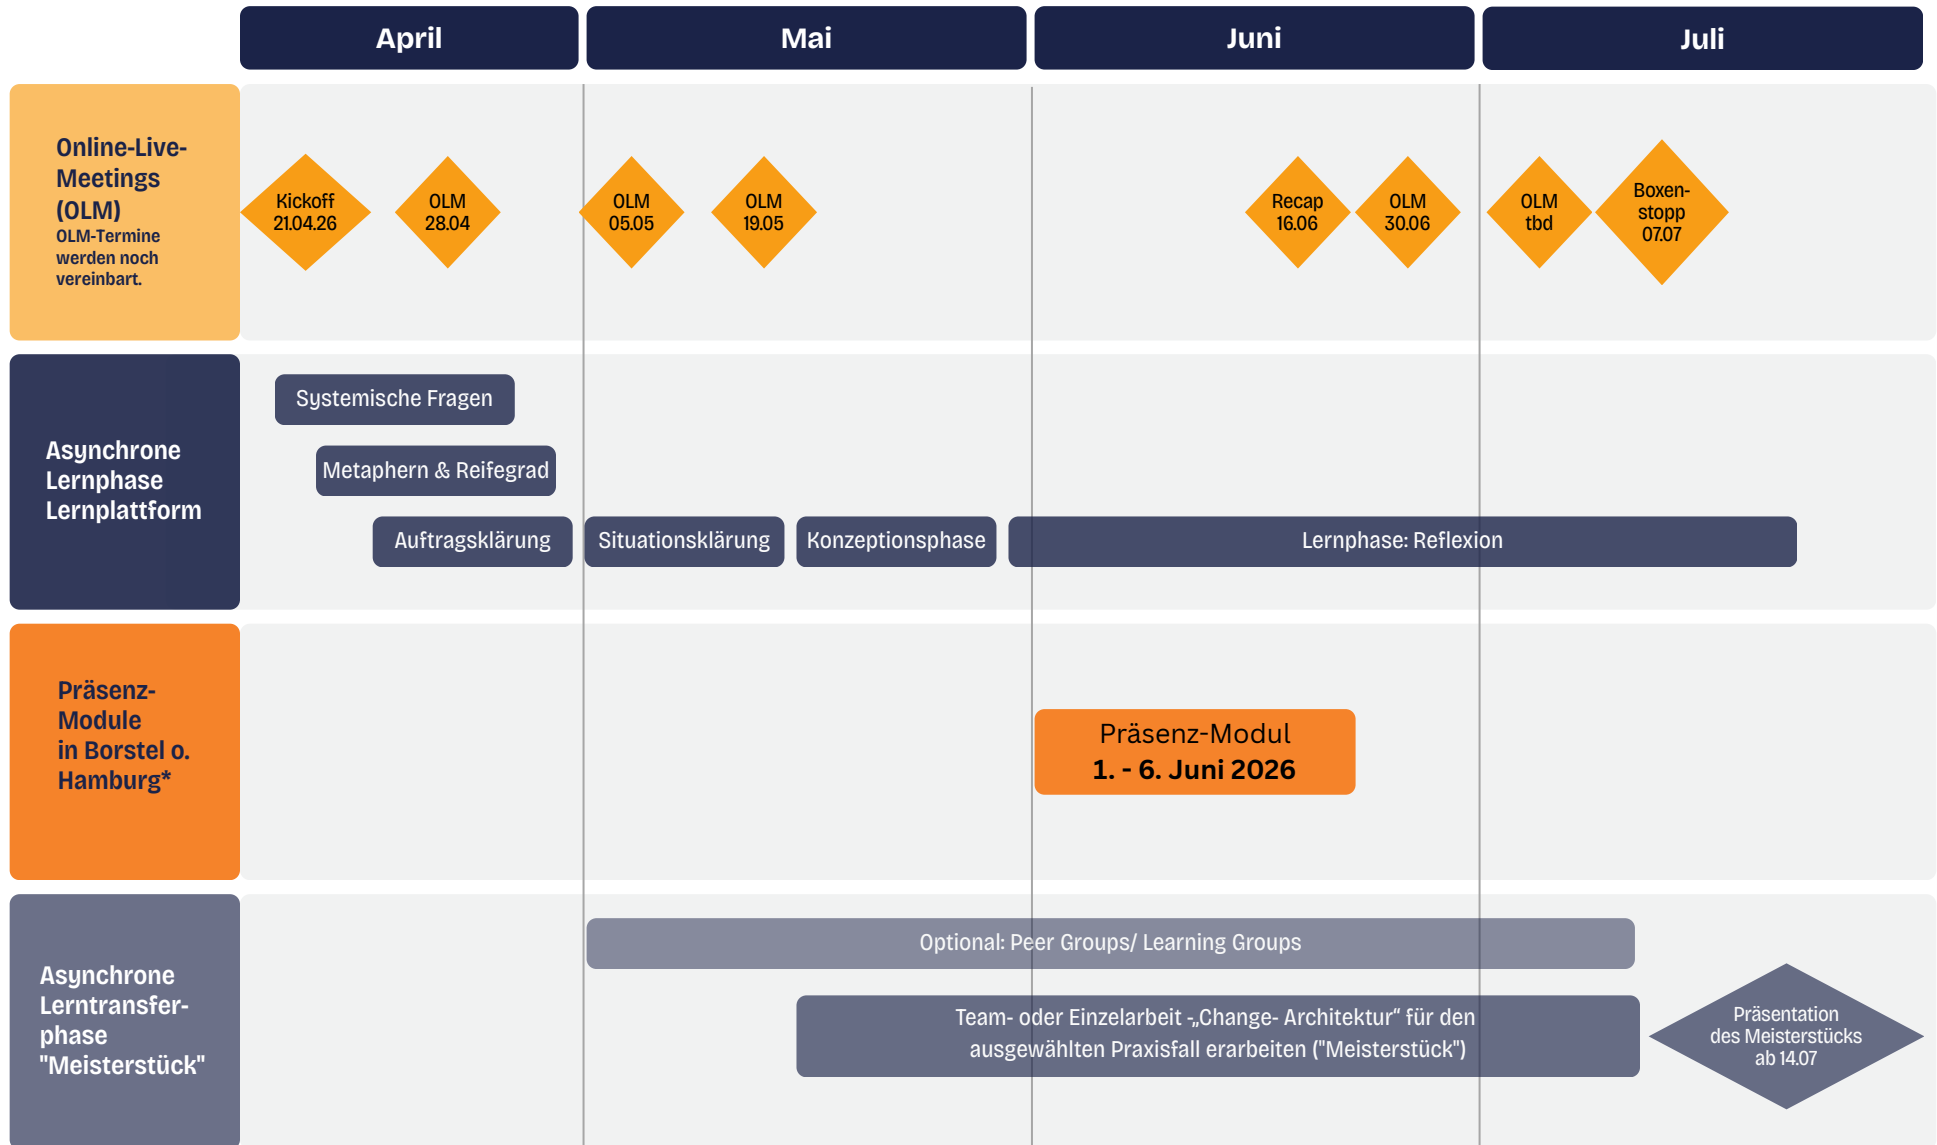 April
Mai
Juni
Juli
Online-Live-
Meetings
(OLM)
OLM-Termine
werden noch
vereinbart.
Kickoff
21.04.26
OLM
28.04
OLM
05.05
OLM
19.05
Recap
16.06
OLM
30.06
OLM
tbd
Boxen-
stopp
07.07
Asynchrone
Lernphase
Lernplattform
Systemische Fragen
Metaphern & Reifegrad
Auftragsklärung
Situationsklärung
Konzeptionsphase
Lernphase: Reflexion
Präsenz-
Module
in Borstel o.
Hamburg*
Präsenz-Modul
1. - 6. Juni 2026
Asynchrone
Lerntransfer-
phase
"Meisterstück"
Optional: Peer Groups/ Learning Groups
Team- oder Einzelarbeit -„Change- Architektur“ für den
ausgewählten Praxisfall erarbeiten ("Meisterstück")
Präsentation
des Meisterstücks
ab 14.07